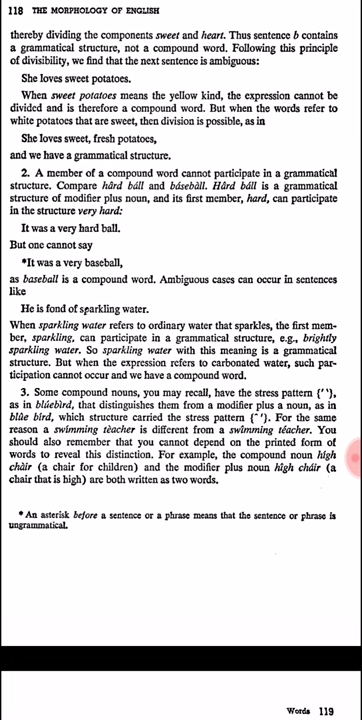 118 THE MORPHOLOGY OF ENGLISH
thereby dividing the components sweet and heart. Thus sentence b contains
a grammatical structure, not a compound word. Following this principle
of divisibility, we find that the next sentence is ambiguous:
She loves sweet potatoes.
When sweet potatoes means the yellow kind, the expression cannot be
divided and is therefore a compound word. But when the words refer to
white potatoes that are sweet, then division is possible, as in
She loves sweet, fresh potatoes,
and we have a grammatical structure.
2. A member of a compound word cannot participate in a grammatical
structure. Compare hârd báll and básebàll. Hârd báll is a grammatical
structure of modifier plus noun, and its first member, hard, can participate
in the structure very hard:
It was a very hard ball.
But one cannot say
*It was a very baseball,
as baseball is a compound word. Ambiguous cases can occur in sentences
like
He is fond of sparkling water.
When sparkling water refers to ordinary water that sparkles, the first mem-
ber, sparkling, can participate in a grammatical structure, e.g., brightly
sparkling water. So sparkling water with this meaning is a grammatical
structure. But when the expression refers to carbonated water, such par-
ticipation cannot occur and we have a compound word.
3. Some compound nouns, you may recall, have the stress pattern {´ `},
as in blúebìrd, that distinguishes them from a modifier plus a noun, as in
blûe bírd, which structure carried the stress pattern {ˆ ´}. For the same
reason a swímming tèacher is different from a swîmming téacher. You
should also remember that you cannot depend on the printed form of
words to reveal this distinction. For example, the compound noun hígh
chàir (a chair for children) and the modifier plus noun hîgh cháir (a
chair that is high) are both written as two words.
* An asterisk before a sentence or a phrase means that the sentence or phrase is
ungrammatical.
Words 119